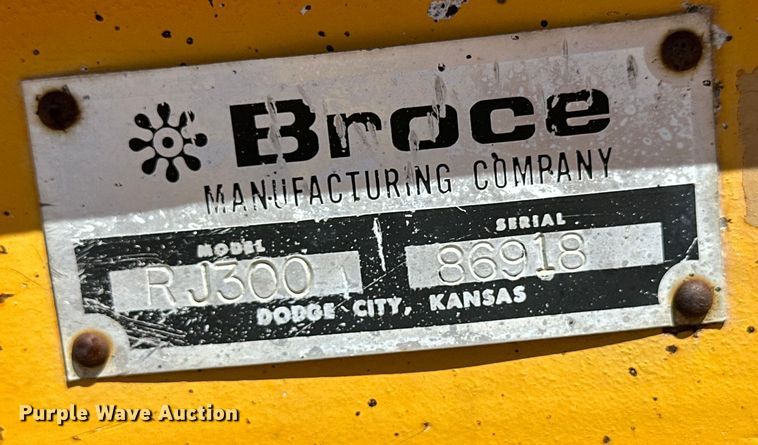 Broce
MANUFACTURING COMPANY
MODEL
RJ300
SERIAL
86918
DODGE CITY, KANSAS
Purple Wave Auction